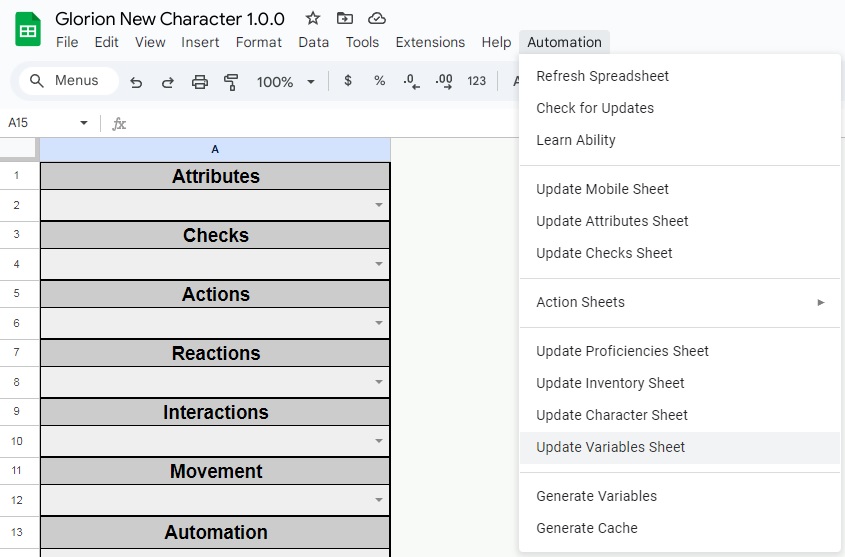 Glorion New Character 1.0.0
File Edit View Insert Format Data Tools Extensions Help Automation
Menus 100% $ % .0 .00 123
A15 fx
A
1 Attributes
2
3 Checks
4
5 Actions
6
7 Reactions
8
9 Interactions
10
11 Movement
12
13 Automation
Refresh Spreadsheet
Check for Updates
Learn Ability
Update Mobile Sheet
Update Attributes Sheet
Update Checks Sheet
Action Sheets
Update Proficiencies Sheet
Update Inventory Sheet
Update Character Sheet
Update Variables Sheet
Generate Variables
Generate Cache